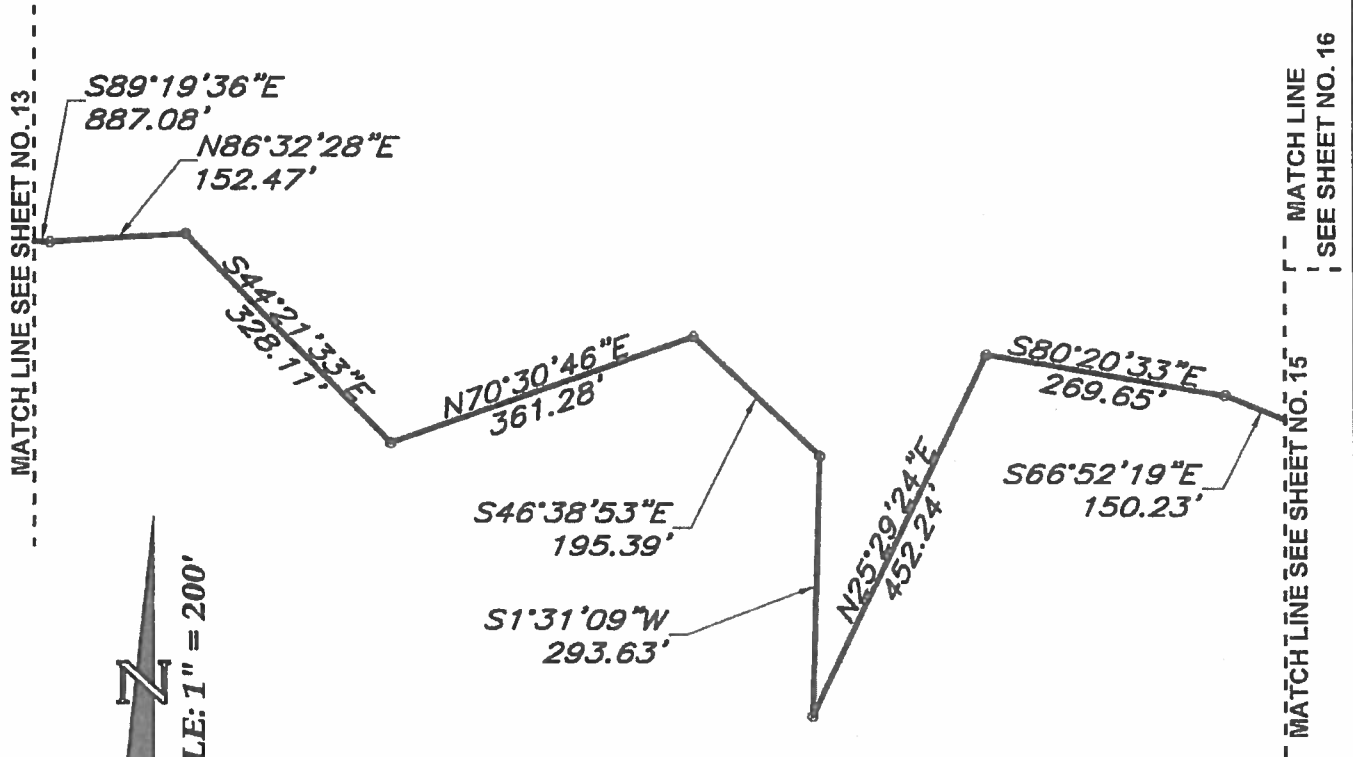 MATCH LINE SEE SHEET NO. 13
S89°19'36"E
887.08'
N86°32'28"E
152.47'
S44°21'33"E
328.11'
N70°30'46"E
361.28'
S46°38'53"E
195.39'
S1°31'09"W
293.63'
N25°29'24"E
452.24'
S80°20'33"E
269.65'
S66°52'19"E
150.23'
MATCH LINE
SEE SHEET NO. 16
MATCH LINE SEE SHEET NO. 15
N
LE: 1" = 200'